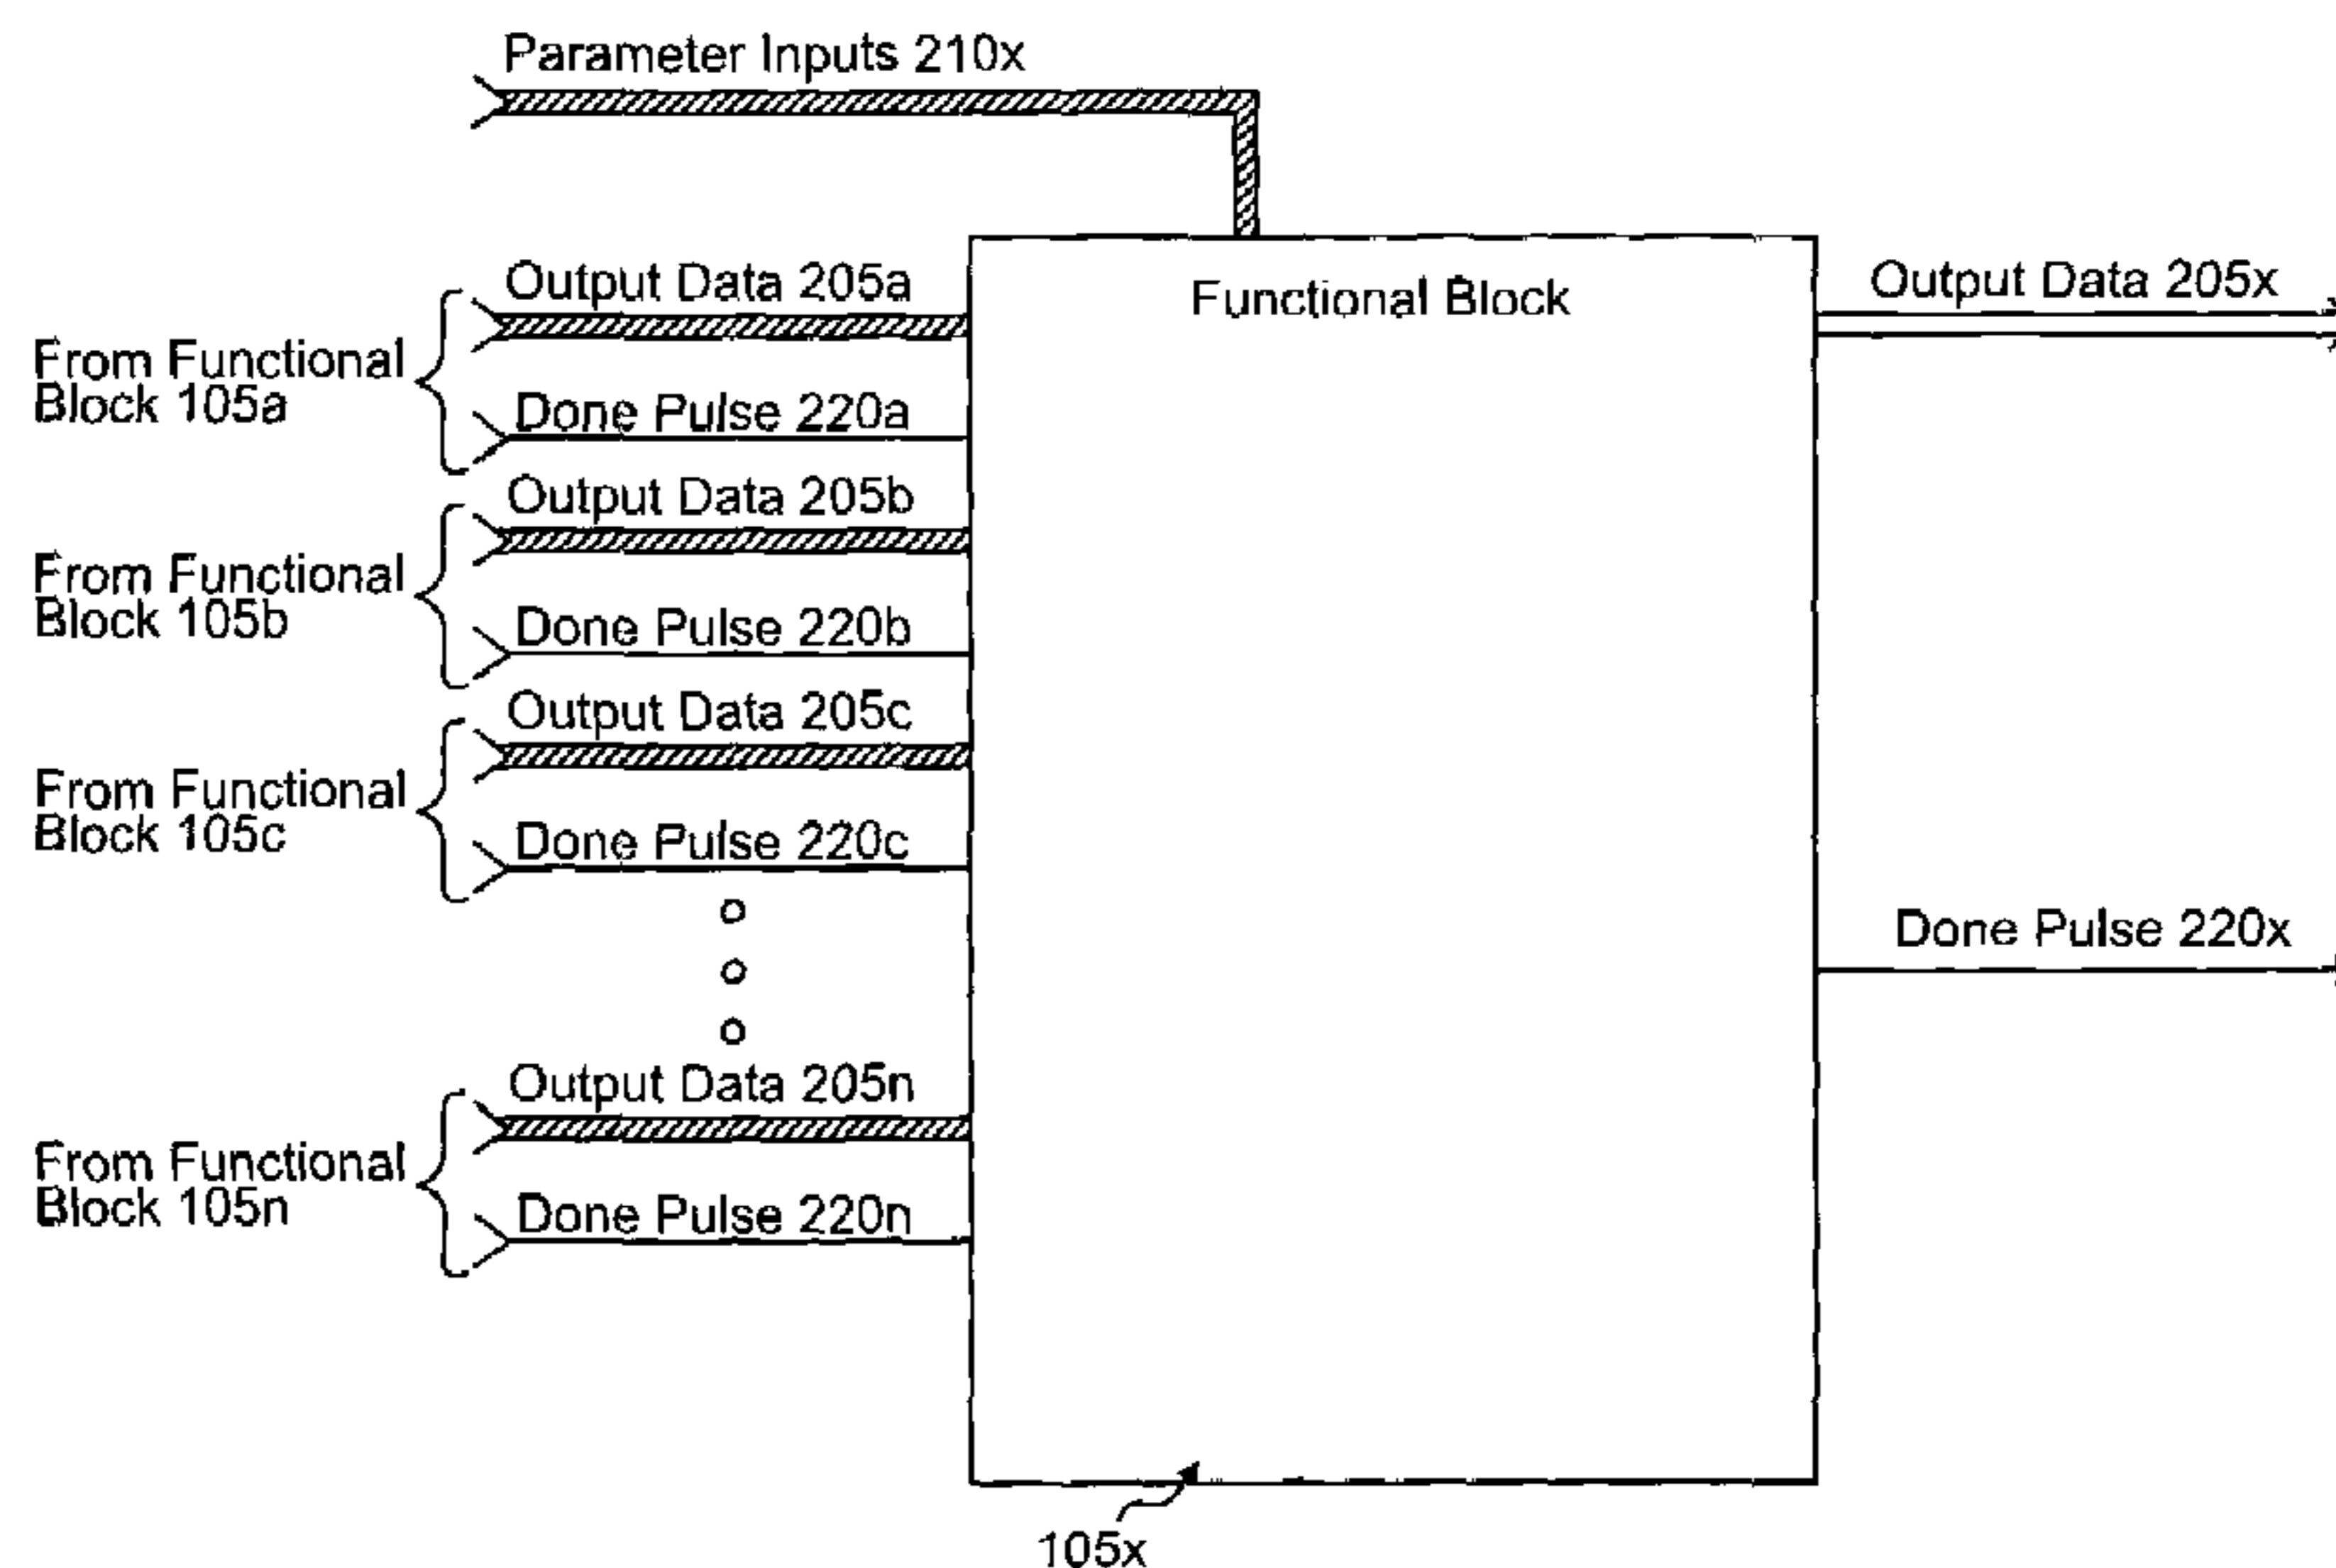 Parameter Inputs 210x
Functional Block
Output Data 205a
From Functional
Block 105a
Done Pulse 220a
Output Data 205b
From Functional
Block 105b
Done Pulse 220b
Output Data 205c
From Functional
Block 105c
Done Pulse 220c
Output Data 205n
From Functional
Block 105n
Done Pulse 220n
Output Data 205x
Done Pulse 220x
105x